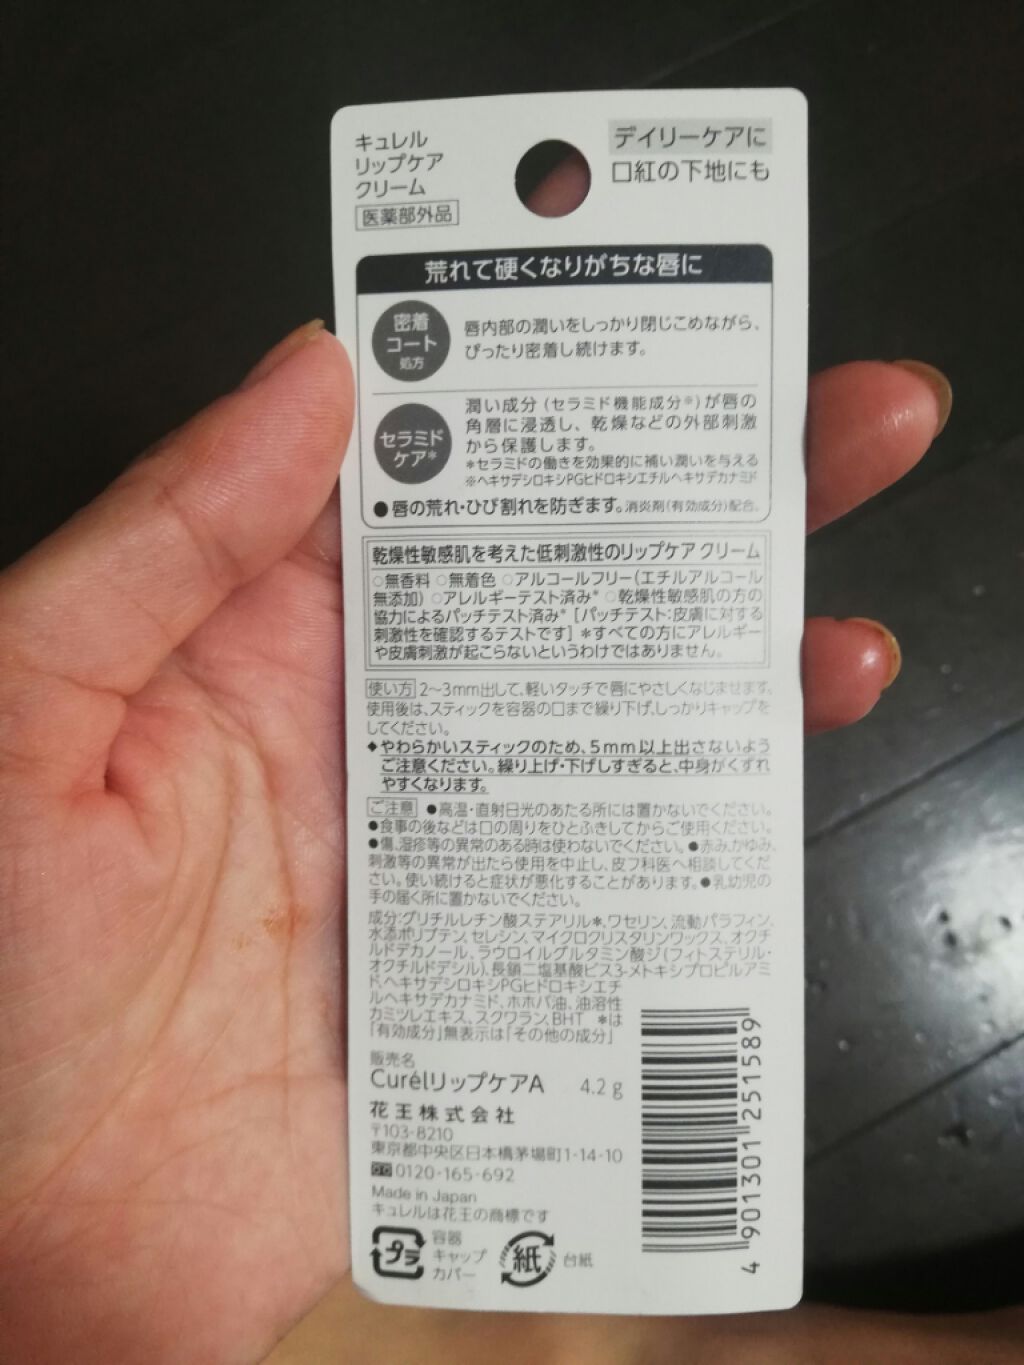 キュレル
リップケア
クリーム
医薬部外品
デイリーケアに
口紅の下地にも
荒れて硬くなりがちな唇に
密着
コート
処方
唇内部の潤いをしっかり閉じこめながら、
ぴったり密着し続けます。
セラミド
ケア*
潤い成分(セラミド機能成分※)が唇の
角層に浸透し、乾燥などの外部刺激
から保護します。
*セラミドの働きを効果的に補い潤いを与える
※ヘキサデシロキシPGヒドロキシエチルヘキサデカナミド
●唇の荒れ・ひび割れを防ぎます。消炎剤(有効成分)配合。
乾燥性敏感肌を考えた低刺激性のリップケア クリーム
○無香料 ○無着色 ○アルコールフリー(エチルアルコール
無添加) ○アレルギーテスト済み* ○乾燥性敏感肌の方の
協力によるパッチテスト済み* [パッチテスト:皮膚に対する
刺激性を確認するテストです] *すべての方にアレルギー
や皮膚刺激が起こらないというわけではありません。
使い方 2〜3mm出して、軽いタッチで唇にやさしくなじませます。
使用後は、スティックを容器の口まで繰り下げ、しっかりキャップを
してください。
◆やわらかいスティックのため、5mm以上出さないよう
ご注意ください。繰り上げ・下げしすぎると、中身がくずれ
やすくなります。
ご注意 ●高温・直射日光のあたる所には置かないでください。
●食事の後などは口の周りをひとふきしてからご使用ください。
●傷、湿疹等の異常のある時は使わないでください。●赤み、かゆみ、
刺激等の異常が出たら使用を中止し、皮フ科医へ相談してくだ
さい。使い続けると症状が悪化することがあります。●乳幼児の
手の届く所に置かないでください。
成分:グリチルレチン酸ステアリル*、ワセリン、流動パラフィン、
水添ポリブテン、セレシン、マイクロクリスタリンワックス、オクチ
ルドデカノール、ラウロイルグルタミン酸ジ(フィトステリル・
オクチルドデシル)、長鎖二塩基酸ビス3-メトキシプロピルアミ
ド、ヘキサデシロキシPGヒドロキシエチ
ルヘキサデカナミド、ホホバ油、油溶性
カミツレエキス、スクワラン、BHT *は
「有効成分」無表示は「その他の成分」
販売名
CurélリップケアA 4.2g
花王株式会社
〒103-8210
東京都中央区日本橋茅場町1-14-10
0120-165-692
Made in Japan
キュレルは花王の商標です
プラ
容器
キャップ
カバー
紙
台紙
4 901301 251589